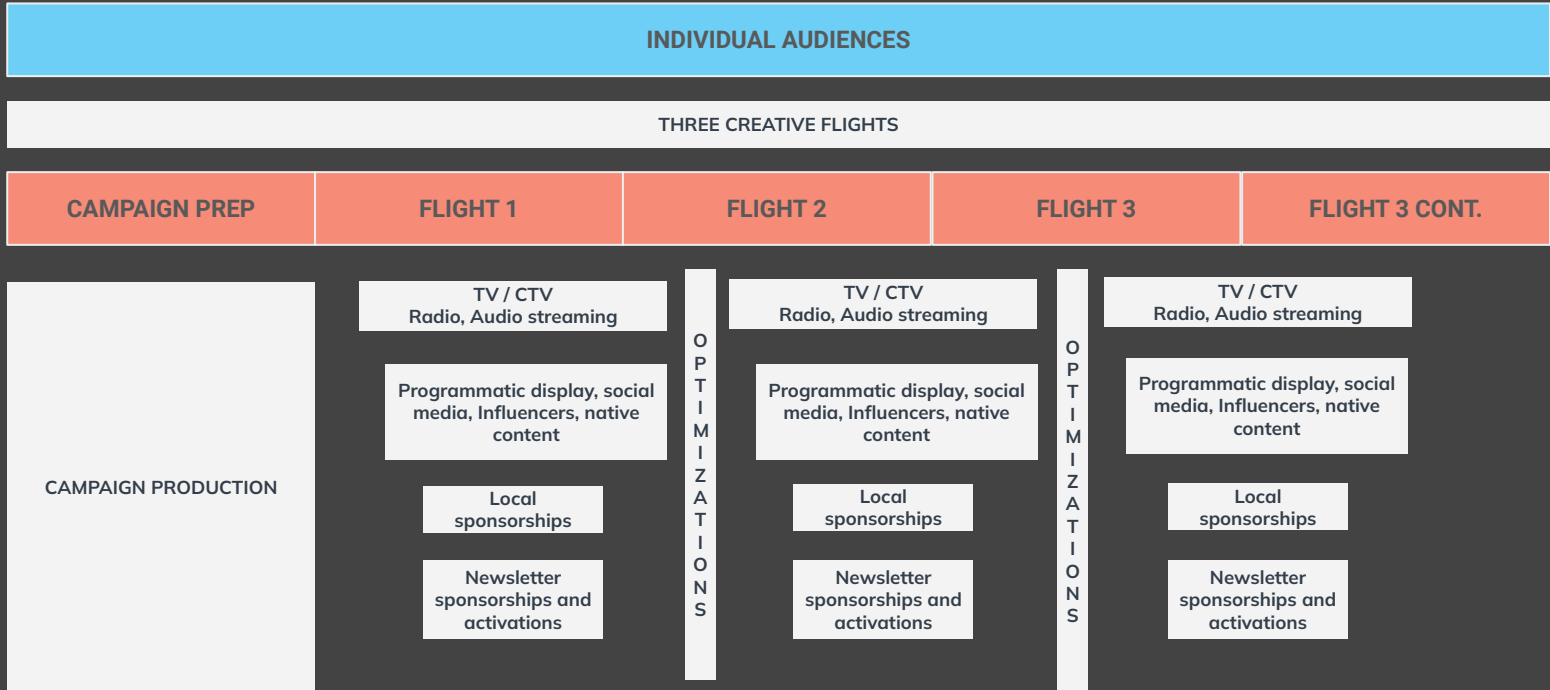 INDIVIDUAL AUDIENCES
THREE CREATIVE FLIGHTS
CAMPAIGN PREP
FLIGHT 1
FLIGHT 2
FLIGHT 3
FLIGHT 3 CONT.
CAMPAIGN PRODUCTION
TV / CTV
Radio, Audio streaming
Programmatic display, social
media, Influencers, native
content
Local
sponsorships
Newsletter
sponsorships and
activations
OPTIMIZATIONS
TV / CTV
Radio, Audio streaming
Programmatic display, social
media, Influencers, native
content
Local
sponsorships
Newsletter
sponsorships and
activations
OPTIMIZATIONS
TV / CTV
Radio, Audio streaming
Programmatic display, social
media, Influencers, native
content
Local
sponsorships
Newsletter
sponsorships and
activations